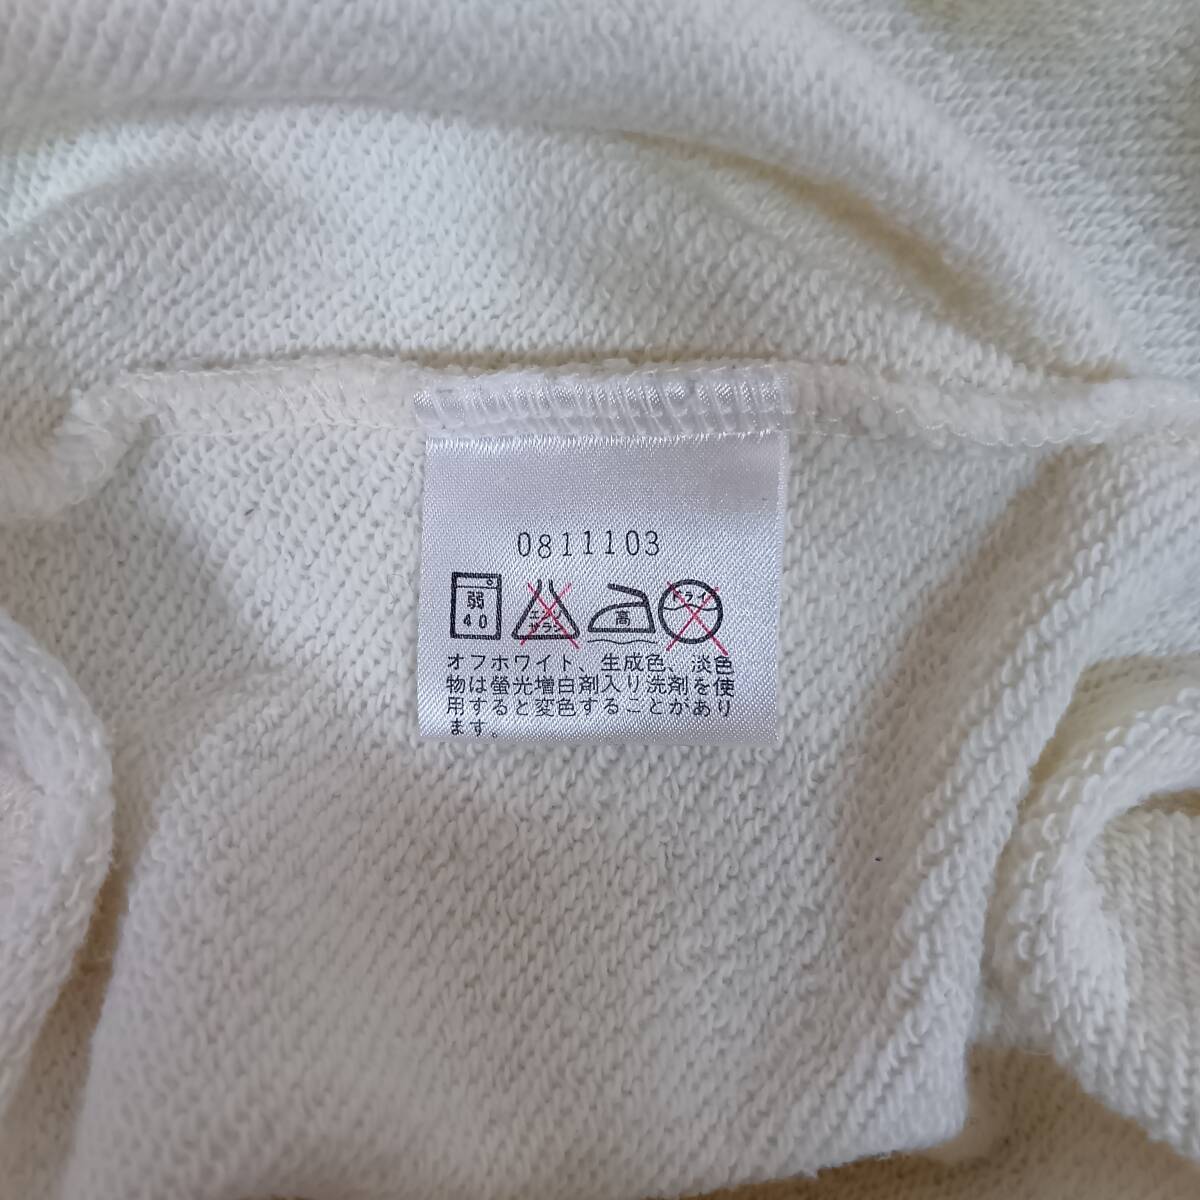 0811103
弱
40
エンソ
サラシ
高
ドライ
オフホワイト、生成色、淡色
物は螢光増白剤入り洗剤を使
用すると変色することがあり
ます。